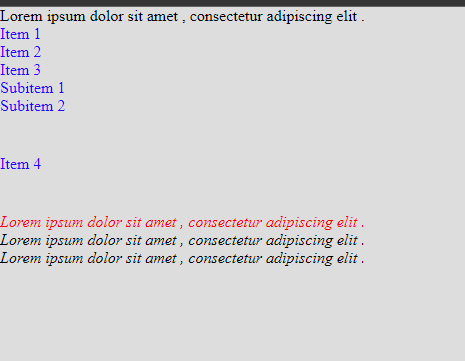 Lorem ipsum dolor sit amet , consectetur adipiscing elit .
Item 1
Item 2
Item 3
Subitem 1
Subitem 2
Item 4
Lorem ipsum dolor sit amet , consectetur adipiscing elit .
Lorem ipsum dolor sit amet , consectetur adipiscing elit .
Lorem ipsum dolor sit amet , consectetur adipiscing elit .